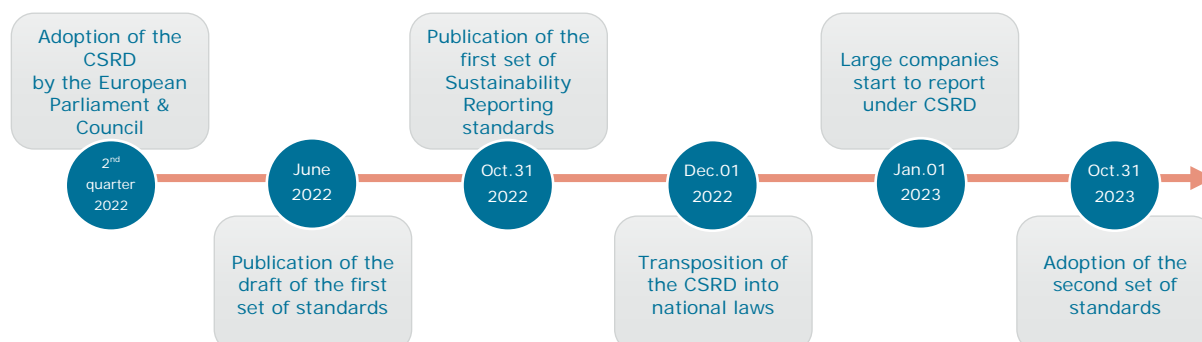 Adoption of the
CSRD
by the European
Parliament &
Council
2nd
quarter
2022
June
2022
Publication of the
draft of the first
set of standards
Publication of the
first set of
Sustainability
Reporting
standards
Oct.31
2022
Dec.01
2022
Transposition of
the CSRD into
national laws
Large companies
start to report
under CSRD
Jan.01
2023
Oct.31
2023
Adoption of the
second set of
standards